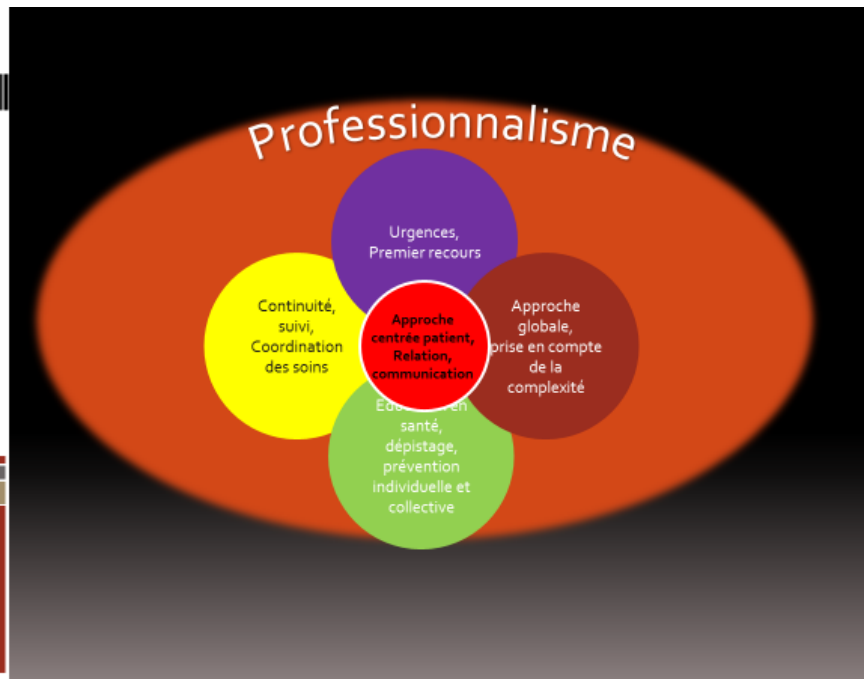 Professionnalisme
Urgences,
Premier recours
Continuité,
suivi,
Coordination
des soins
Approche
centrée patient,
Relation,
communication
Approche
globale,
prise en compte
de la
complexité
en
santé,
dépistage,
prévention
individuelle et
collective